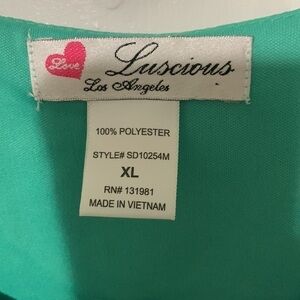 Love Luscious
Los Angeles
100% POLYESTER
STYLE# SD10254M
XL
RN# 131981
MADE IN VIETNAM